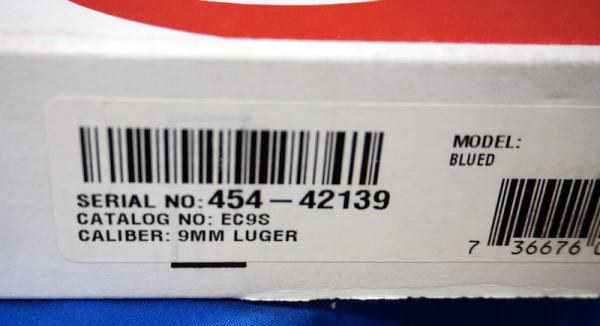 SERIAL NO: 454-42139
CATALOG NO: EC9S
CALIBER: 9MM LUGER
MODEL:
BLUED
7 36676